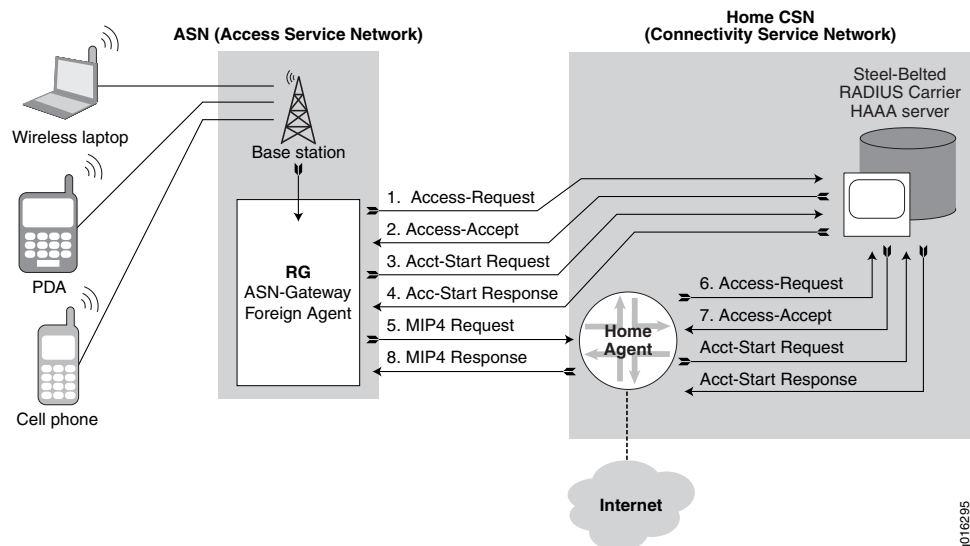 ASN (Access Service Network)
Home CSN
(Connectivity Service Network)
Steel-Belted
RADIUS Carrier
HAAA server
Wireless laptop
Base station
PDA
Cell phone
RG
ASN-Gateway
Foreign Agent
1. Access-Request
2. Access-Accept
3. Acct-Start Request
4. Acc-Start Response
5. MIP4 Request
8. MIP4 Response
Home
Agent
6. Access-Request
7. Access-Accept
Acct-Start Request
Acct-Start Response
Internet